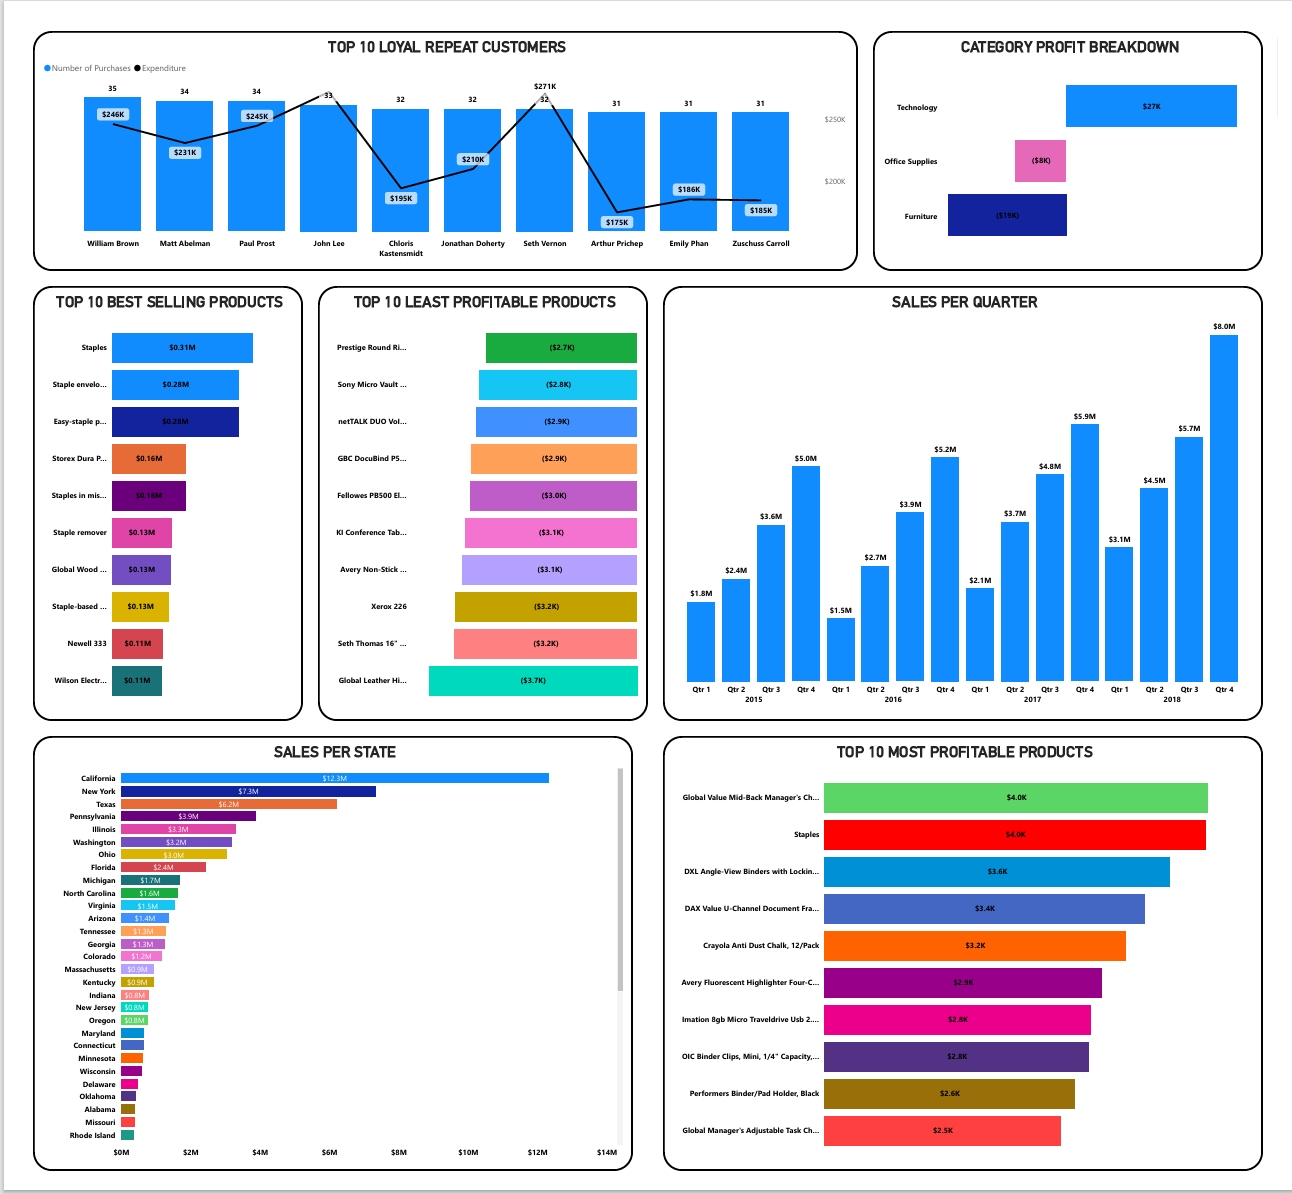 TOP 10 LOYAL REPEAT CUSTOMERS
Number of Purchases Expenditure
35 34 34 33 32 32 32 31 31 31
$246K $231K $245K $195K $210K $271K $175K $186K $185K
$250K
$200K
William Brown Matt Abelman Paul Prost John Lee Chloris Kastensmidt Jonathan Doherty Seth Vernon Arthur Prichep Emily Phan Zuschuss Carroll
CATEGORY PROFIT BREAKDOWN
Technology $27K
Office Supplies ($8K)
Furniture ($19K)
TOP 10 BEST SELLING PRODUCTS
Staples $0.31M
Staple envelo... $0.28M
Easy-staple p... $0.28M
Storex Dura P... $0.16M
Staples in mis... $0.16M
Staple remover $0.13M
Global Wood ... $0.13M
Staple-based ... $0.13M
Newell 333 $0.11M
Wilson Electr... $0.11M
TOP 10 LEAST PROFITABLE PRODUCTS
Prestige Round Ri... ($2.7K)
Sony Micro Vault ... ($2.8K)
netTALK DUO VoI... ($2.9K)
GBC DocuBind P5... ($2.9K)
Fellowes PB500 El... ($3.0K)
KI Conference Tab... ($3.1K)
Avery Non-Stick ... ($3.1K)
Xerox 226 ($3.2K)
Seth Thomas 16" ... ($3.2K)
Global Leather Hi... ($3.7K)
SALES PER QUARTER
$1.8M $2.4M $3.6M $5.0M $1.5M $2.7M $3.9M $5.2M $2.1M $3.7M $4.8M $5.9M $3.1M $4.5M $5.7M $8.0M
Qtr 1 Qtr 2 Qtr 3 Qtr 4 Qtr 1 Qtr 2 Qtr 3 Qtr 4 Qtr 1 Qtr 2 Qtr 3 Qtr 4 Qtr 1 Qtr 2 Qtr 3 Qtr 4
2015 2016 2017 2018
SALES PER STATE
California $12.3M
New York $7.3M
Texas $6.2M
Pennsylvania $3.9M
Illinois $3.3M
Washington $3.2M
Ohio $3.0M
Florida $2.4M
Michigan $1.7M
North Carolina $1.6M
Virginia $1.5M
Arizona $1.4M
Tennessee $1.3M
Georgia $1.3M
Colorado $1.2M
Massachusetts $0.9M
Kentucky $0.9M
Indiana $0.8M
New Jersey $0.8M
Oregon $0.8M
Maryland
Connecticut
Minnesota
Wisconsin
Delaware
Oklahoma
Alabama
Missouri
Rhode Island
$0M $2M $4M $6M $8M $10M $12M $14M
TOP 10 MOST PROFITABLE PRODUCTS
Global Value Mid-Back Manager's Ch... $4.0K
Staples $4.0K
DXL Angle-View Binders with Lockin... $3.6K
DAX Value U-Channel Document Fra... $3.4K
Crayola Anti Dust Chalk, 12/Pack $3.2K
Avery Fluorescent Highlighter Four-C... $2.9K
Imation 8gb Micro Traveldrive Usb 2.... $2.8K
OIC Binder Clips, Mini, 1/4" Capacity,... $2.8K
Performers Binder/Pad Holder, Black $2.6K
Global Manager's Adjustable Task Ch... $2.5K